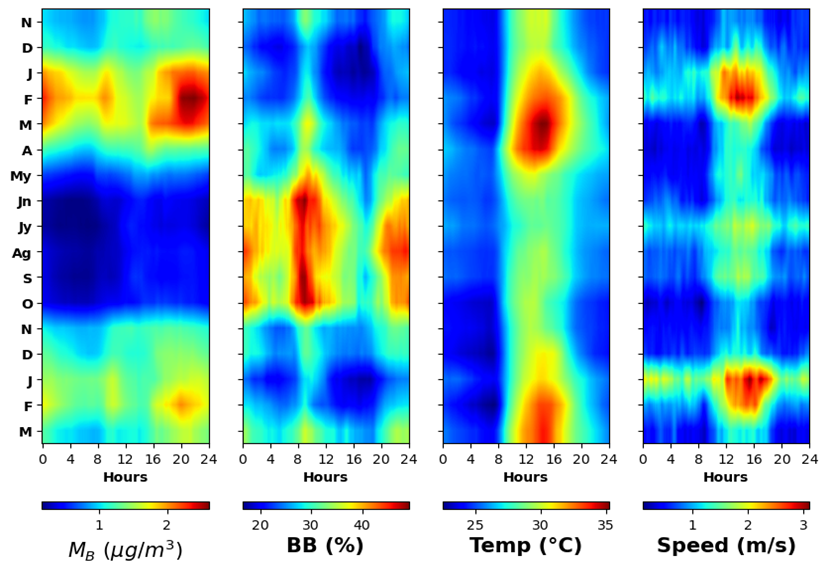 N
D
J
F
M
A
My
Jn
Jy
Ag
S
O
N
D
J
F
M
0 4 8 12 16 20 24
0 4 8 12 16 20 24
0 4 8 12 16 20 24
0 4 8 12 16 20 24
Hours Hours Hours Hours
1 2
20 30 40
25 30 35
1 2 3
M_B (μg/m³) BB (%) Temp (°C) Speed (m/s)